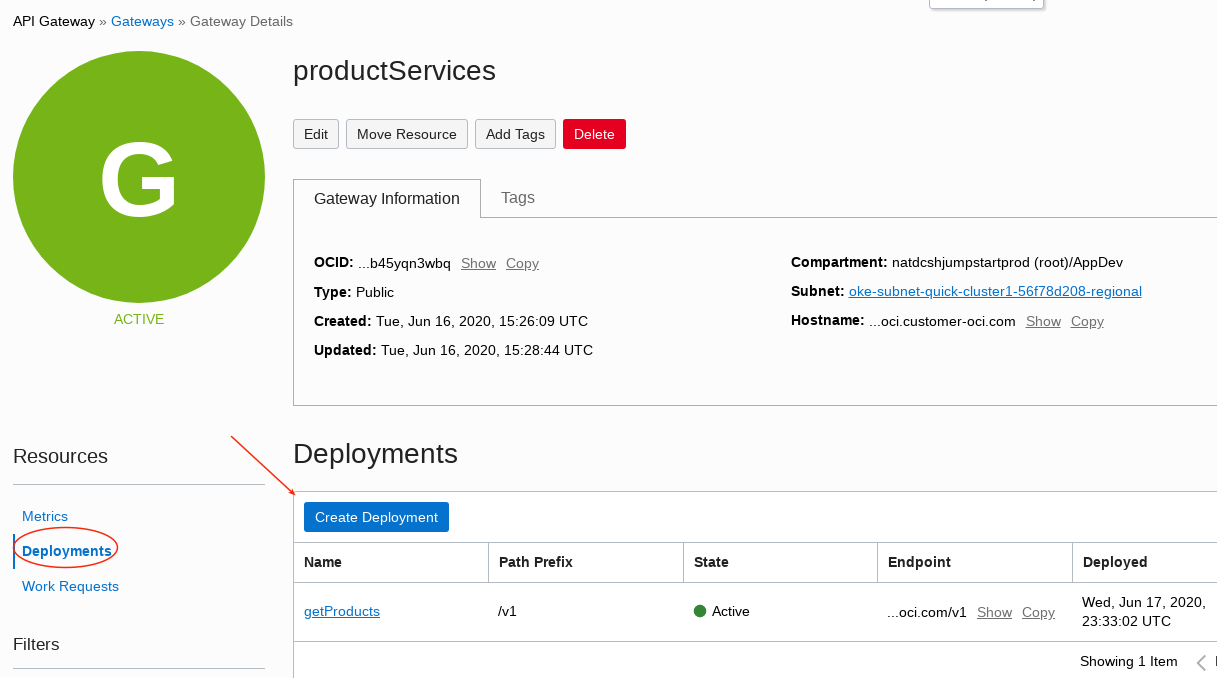 API Gateway » Gateways » Gateway Details
G
ACTIVE
productServices
Edit Move Resource Add Tags Delete
Gateway Information Tags
OCID: ...b45yqn3wbq Show Copy
Type: Public
Created: Tue, Jun 16, 2020, 15:26:09 UTC
Updated: Tue, Jun 16, 2020, 15:28:44 UTC
Compartment: natdcshjumpstartprod (root)/AppDev
Subnet: oke-subnet-quick-cluster1-56f78d208-regional
Hostname: ...oci.customer-oci.com Show Copy
Resources
Metrics
Deployments
Work Requests
Filters
Deployments
Create Deployment
Name Path Prefix State Endpoint Deployed
getProducts /v1 Active ...oci.com/v1 Show Copy Wed, Jun 17, 2020,
23:33:02 UTC
Showing 1 Item